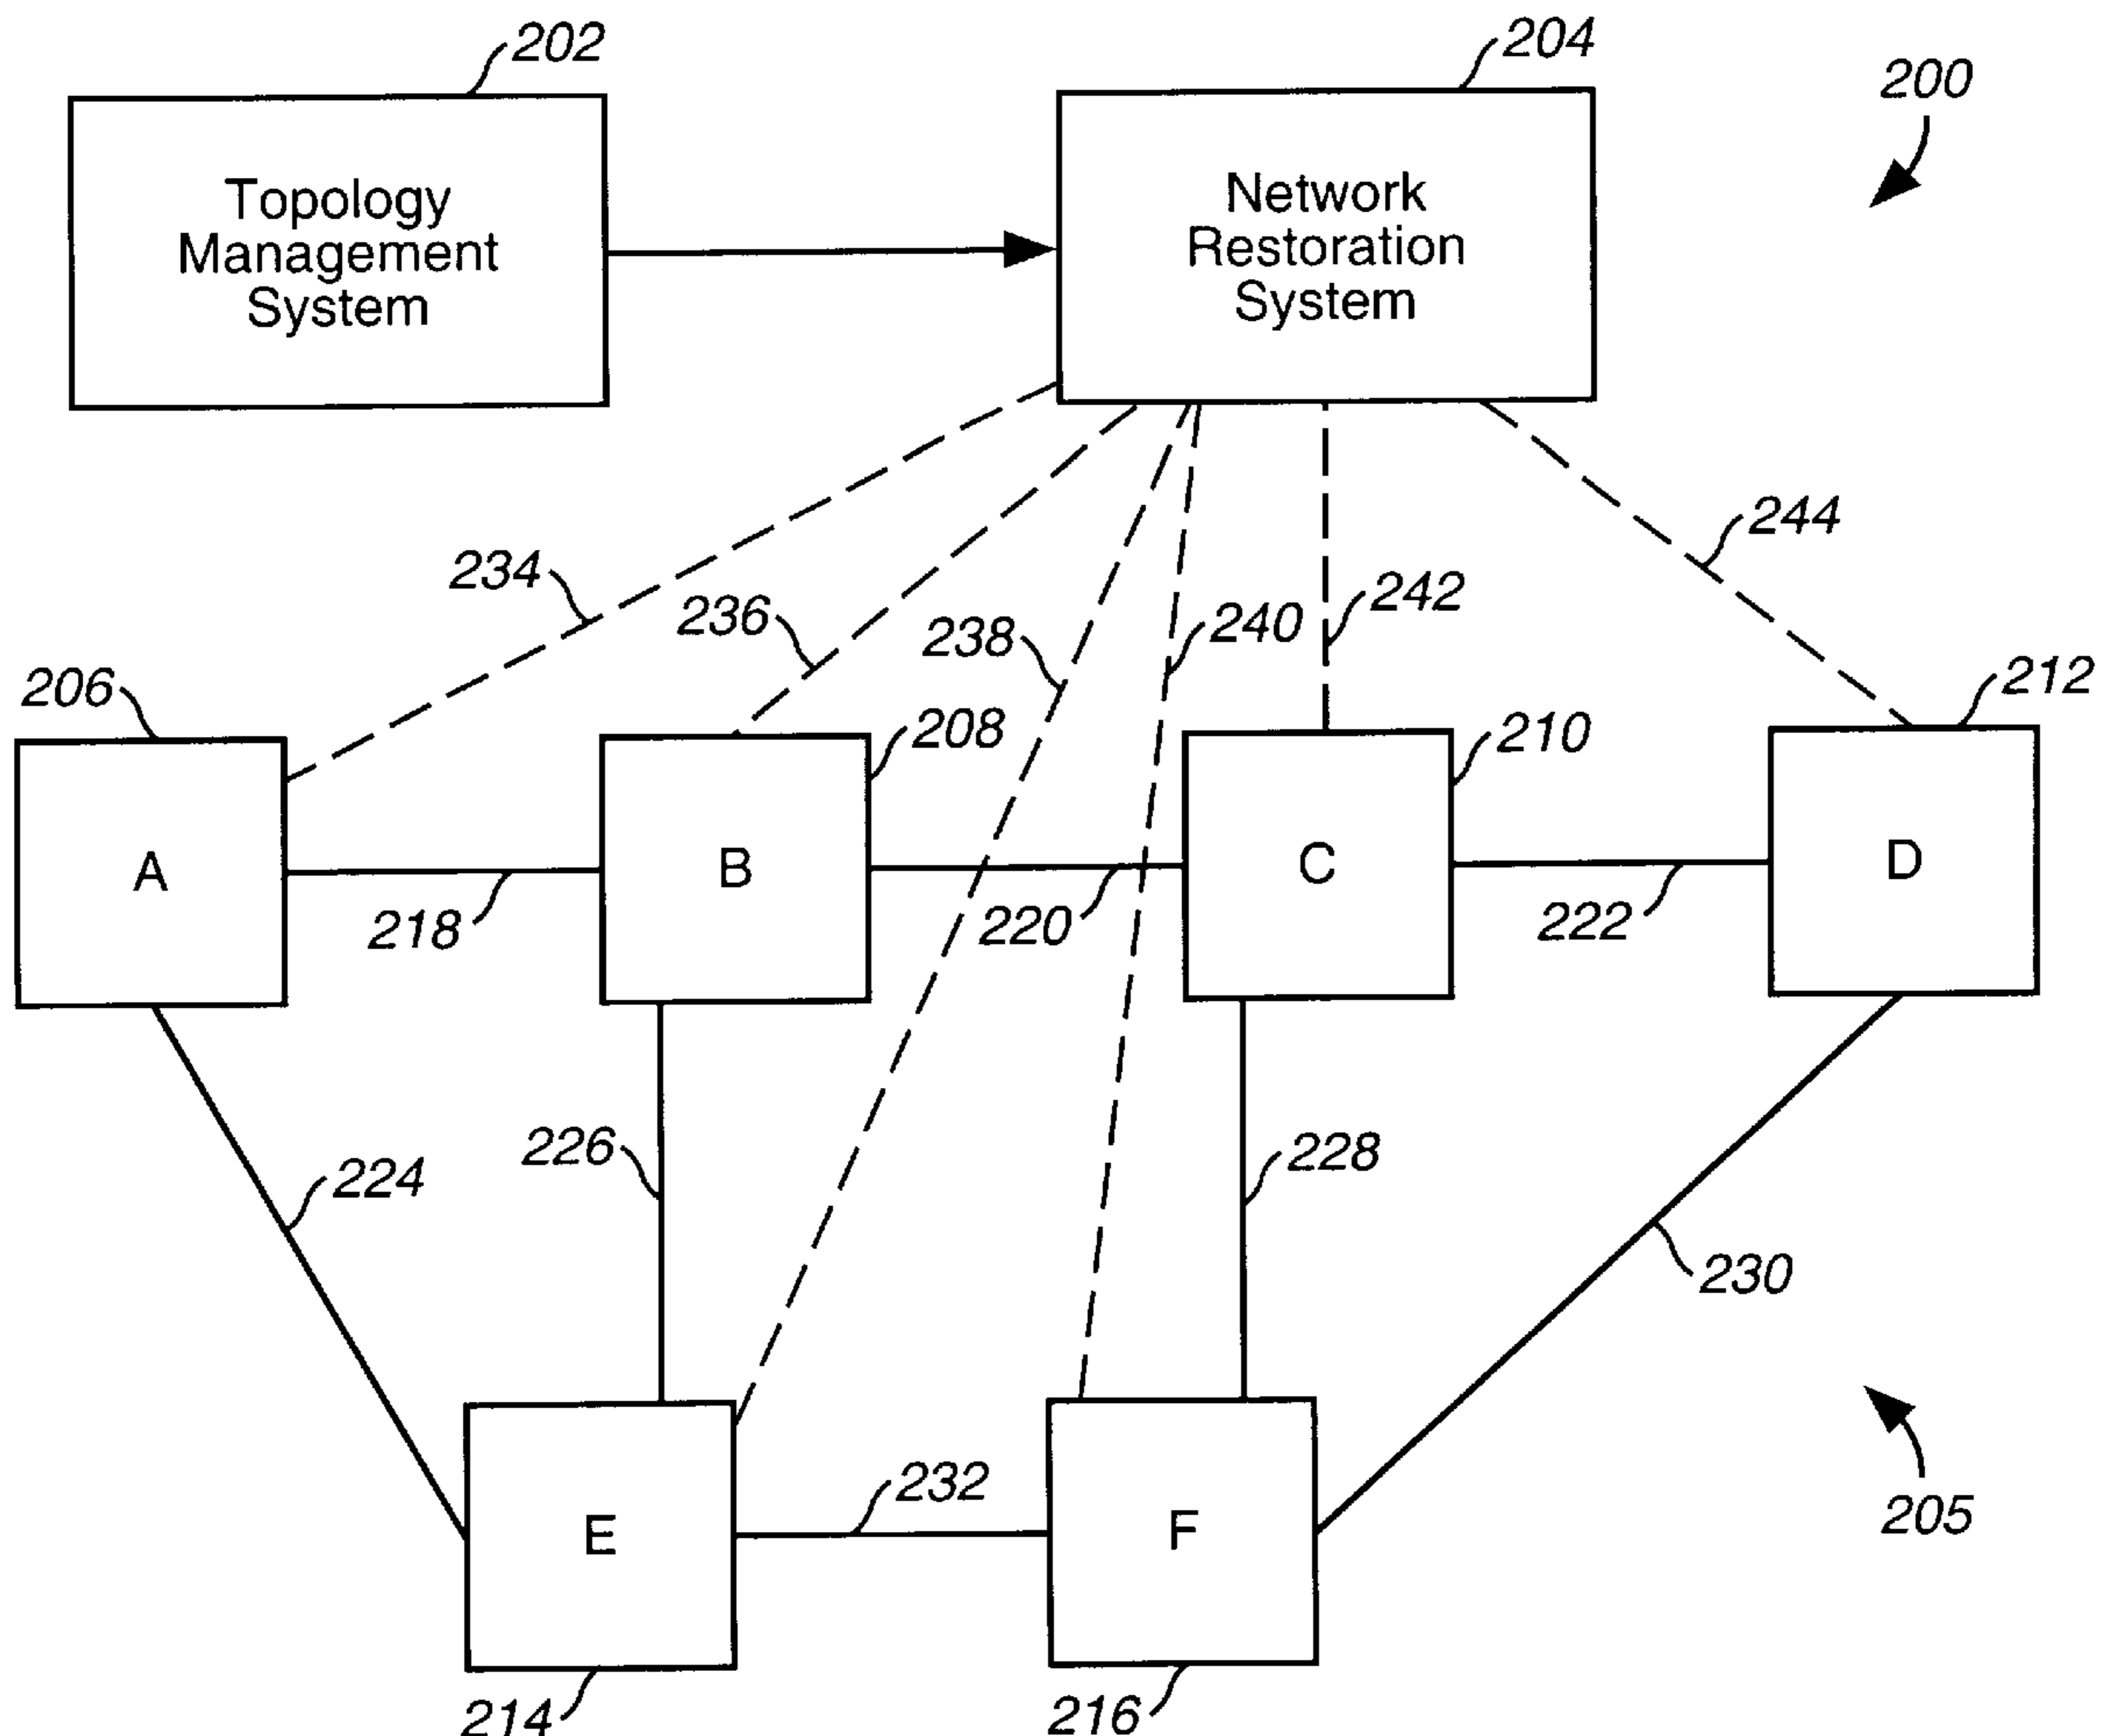 202
204
200
Topology
Management
System
Network
Restoration
System
234
236
238
240
242
244
206
208
210
212
A
B
C
D
218
220
222
224
226
228
230
232
E
F
205
214
216